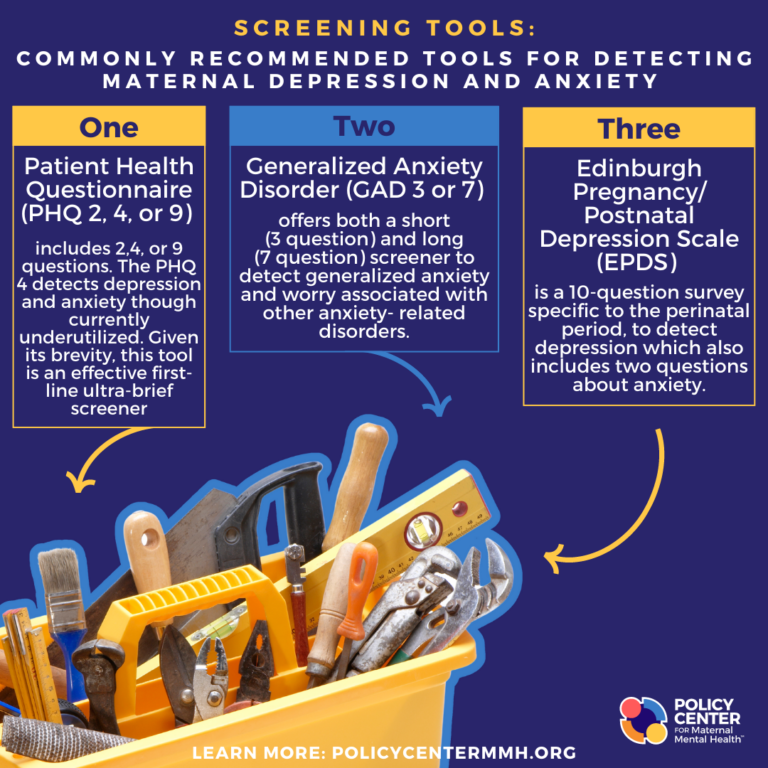 SCREENING TOOLS:
COMMONLY RECOMMENDED TOOLS FOR DETECTING
MATERNAL DEPRESSION AND ANXIETY
One
Patient Health
Questionnaire
(PHQ 2, 4, or 9)
includes 2,4, or 9
questions. The PHQ
4 detects depression
and anxiety though
currently
underutilized. Given
its brevity, this tool
is an effective first-
line ultra-brief
screener
Two
Generalized Anxiety
Disorder (GAD 3 or 7)
offers both a short
(3 question) and long
(7 question) screener to
detect generalized anxiety
and worry associated with
other anxiety- related
disorders.
Three
Edinburgh
Pregnancy/
Postnatal
Depression Scale
(EPDS)
is a 10-question survey
specific to the perinatal
period, to detect
depression which also
includes two questions
about anxiety.
POLICY
CENTER
FOR Maternal
Mental Health™
LEARN MORE: POLICYCENTERMMH.ORG